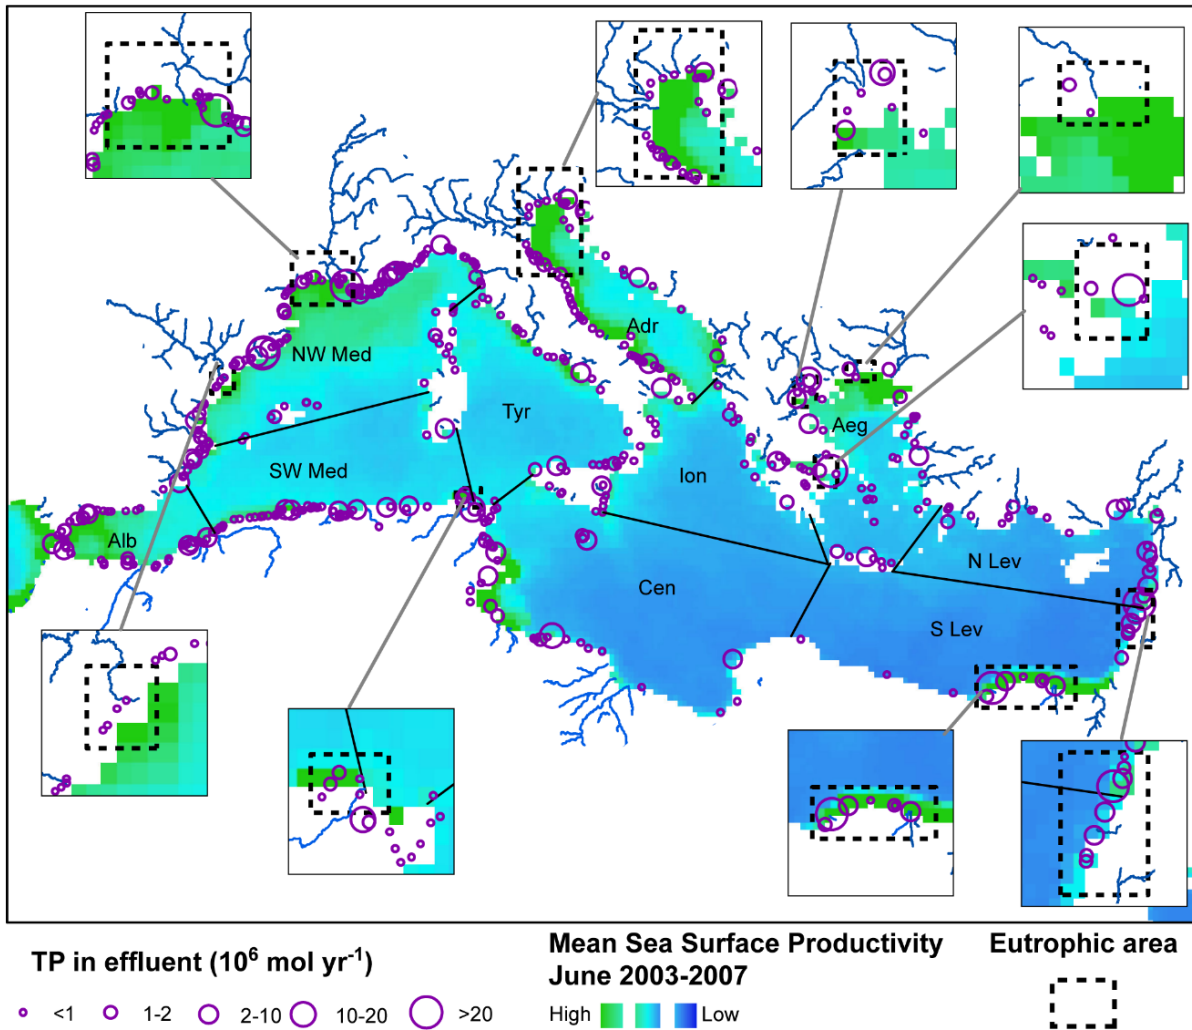 NW Med
Adr
Tyr
Aeg
SW Med
Ion
Alb
N Lev
Cen
S Lev
TP in effluent (10⁶ mol yr⁻¹)
<1
1-2
2-10
10-20
>20
Mean Sea Surface Productivity
June 2003-2007
High
Low
Eutrophic area